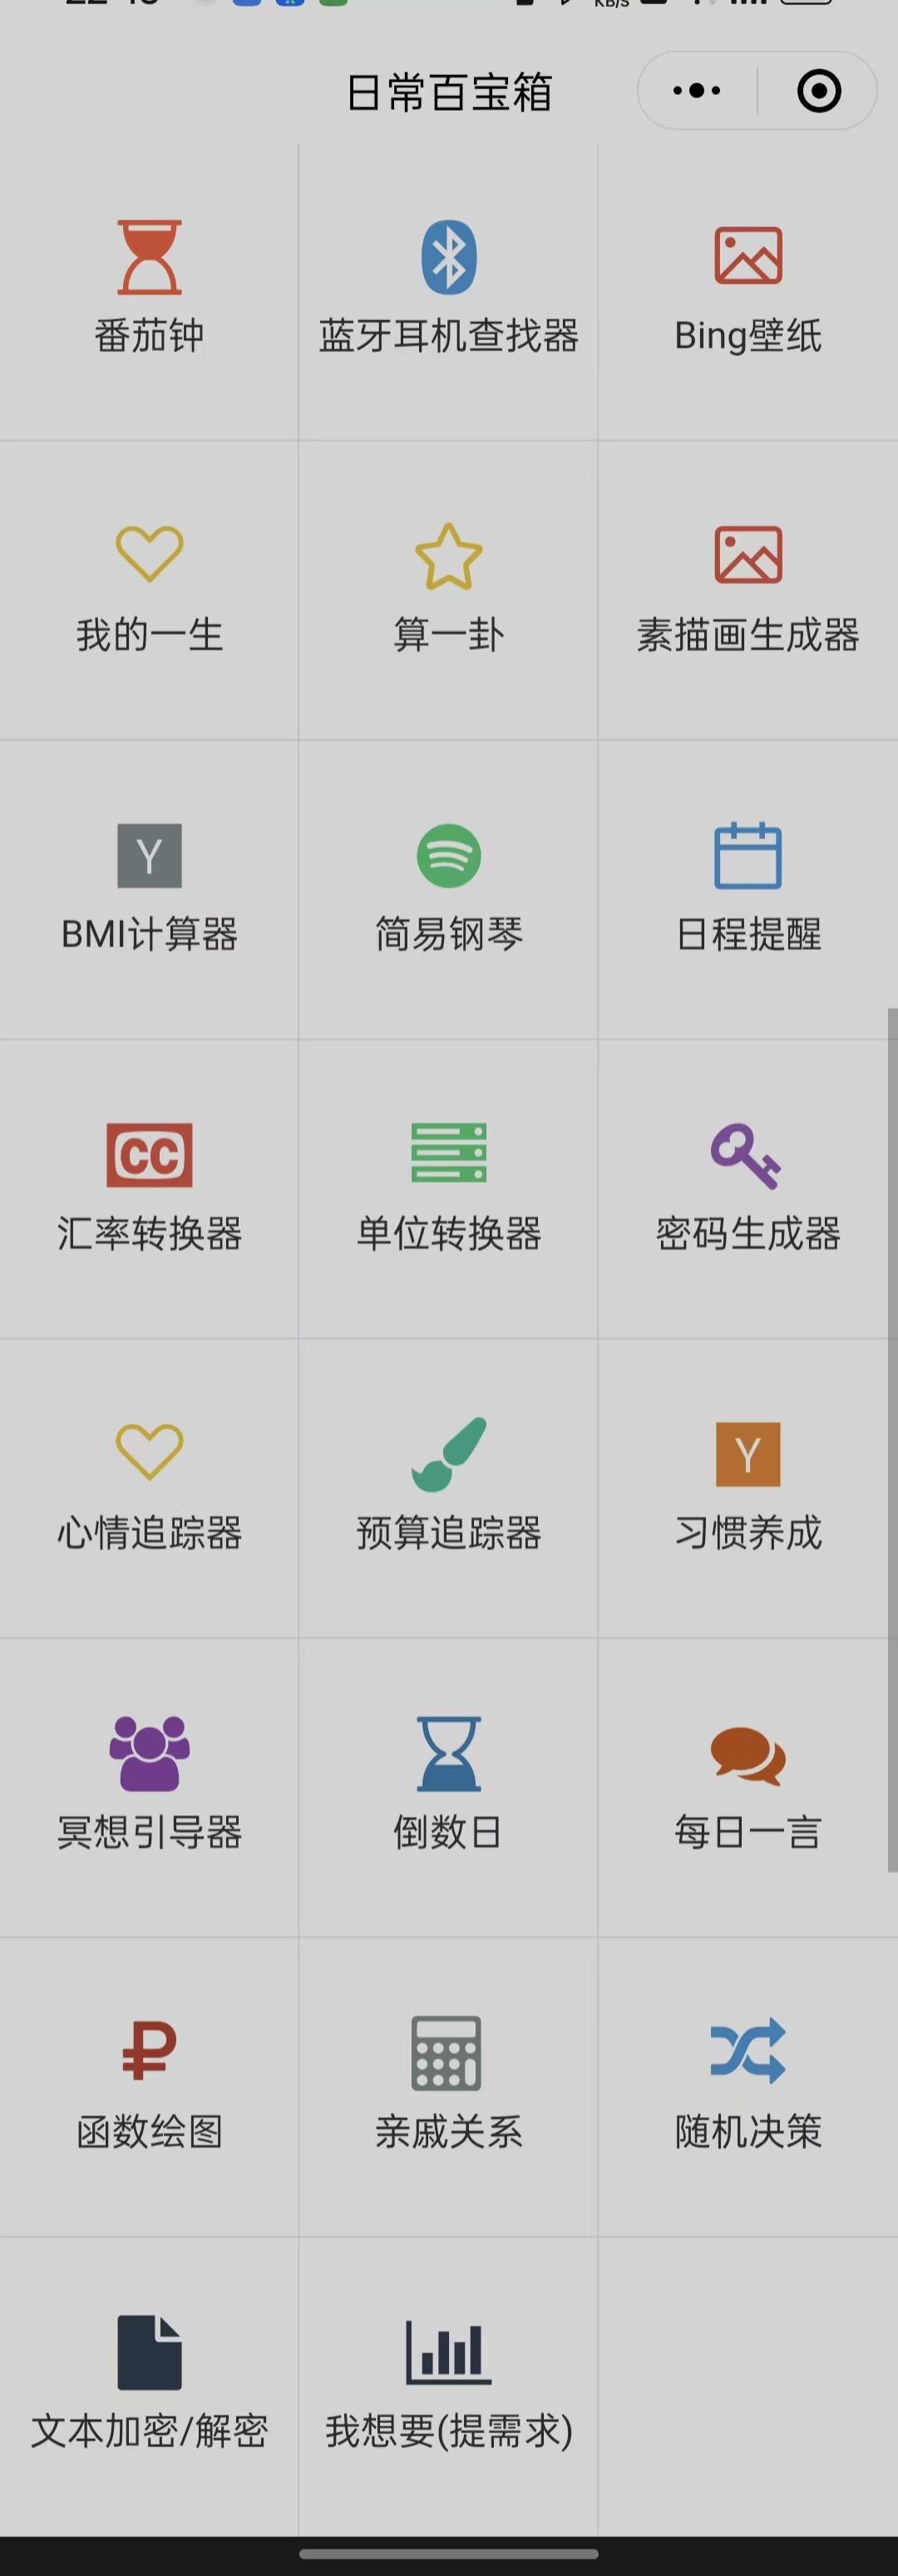 KB/S
日常百宝箱
番茄钟
蓝牙耳机查找器
Bing壁纸
我的一生
算一卦
素描画生成器
Y
BMI计算器
简易钢琴
日程提醒
CC
汇率转换器
单位转换器
密码生成器
心情追踪器
预算追踪器
Y
习惯养成
冥想引导器
倒数日
每日一言
函数绘图
亲戚关系
随机决策
文本加密/解密
我想要(提需求)